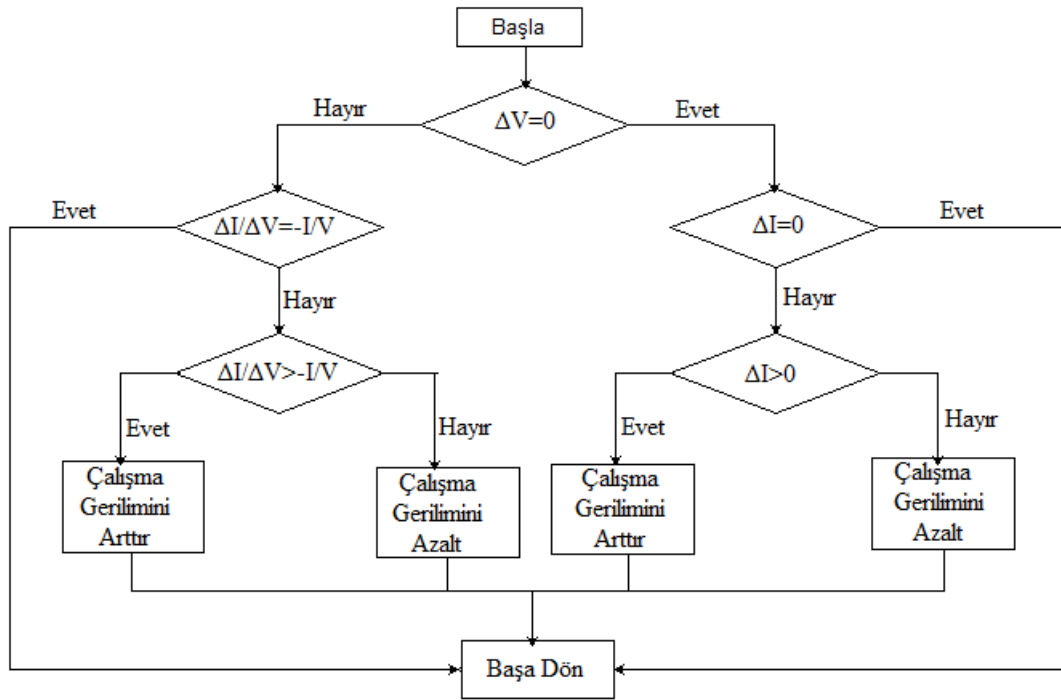 Başla
Hayır
ΔV=0
Evet
Evet
ΔI/ΔV=-I/V
ΔI=0
Evet
Hayır
Hayır
ΔI/ΔV>-I/V
ΔI>0
Evet
Hayır
Evet
Hayır
Çalışma
Gerilimini
Arttır
Çalışma
Gerilimini
Azalt
Çalışma
Gerilimini
Arttır
Çalışma
Gerilimini
Azalt
Başa Dön